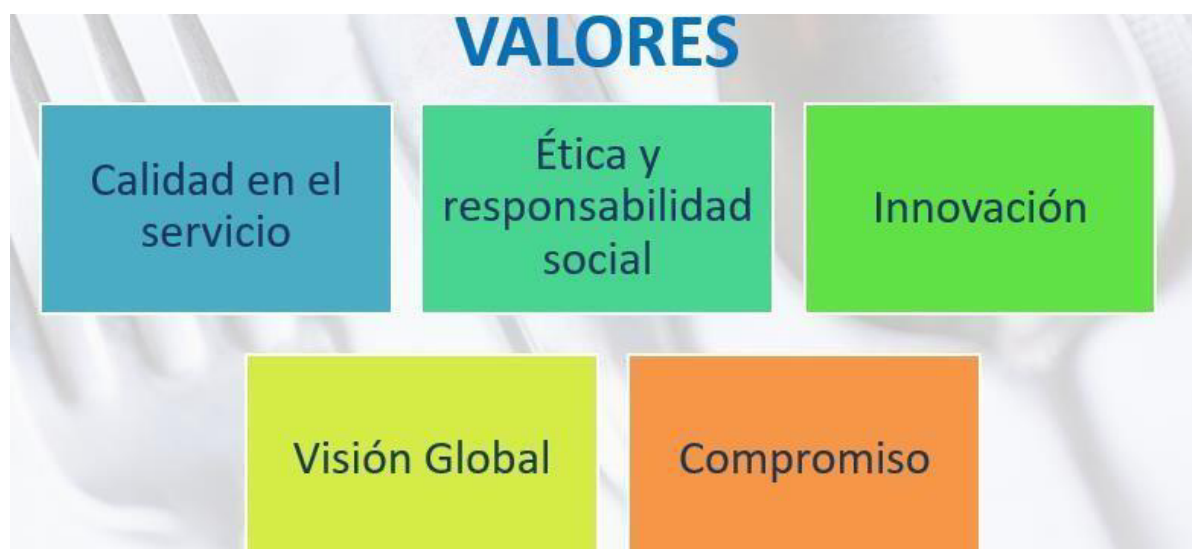 VALORES
Calidad en el
servicio
Ética y
responsabilidad
social
Innovación
Visión Global
Compromiso